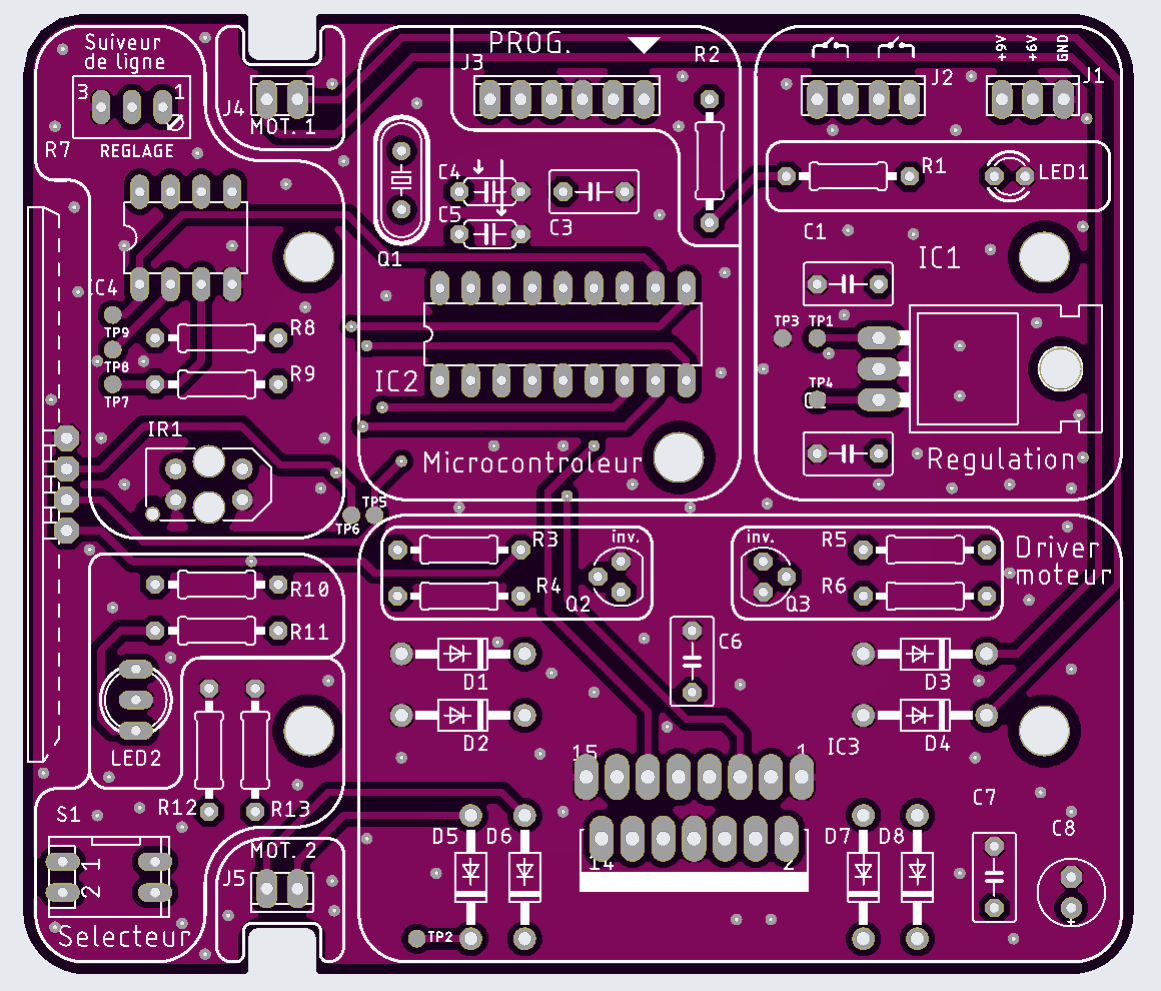 Suiveur
de ligne
3 1
Ø
R7
REGLAGE
J4
MOT. 1
PROG.
J3
R2
J2
+9V
+6V
GND
J1
C4
C5
C3
Q1
R1
LED1
C1
IC1
IC4
TP9
TP8
TP7
R8
R9
IC2
TP3 TP1
TP4
IR1
Microcontroleur
Regulation
TP5
TP6
R3
R4
inv.
Q2
inv.
Q3
R5
R6
Driver
moteur
R10
R11
C6
D1
D2
D3
D4
LED2
15 1
IC3
14 2
R12
R13
S1
1
2
Selecteur
MOT. 2
J5
D5 D6
TP2
D7 D8
C7
C8
+